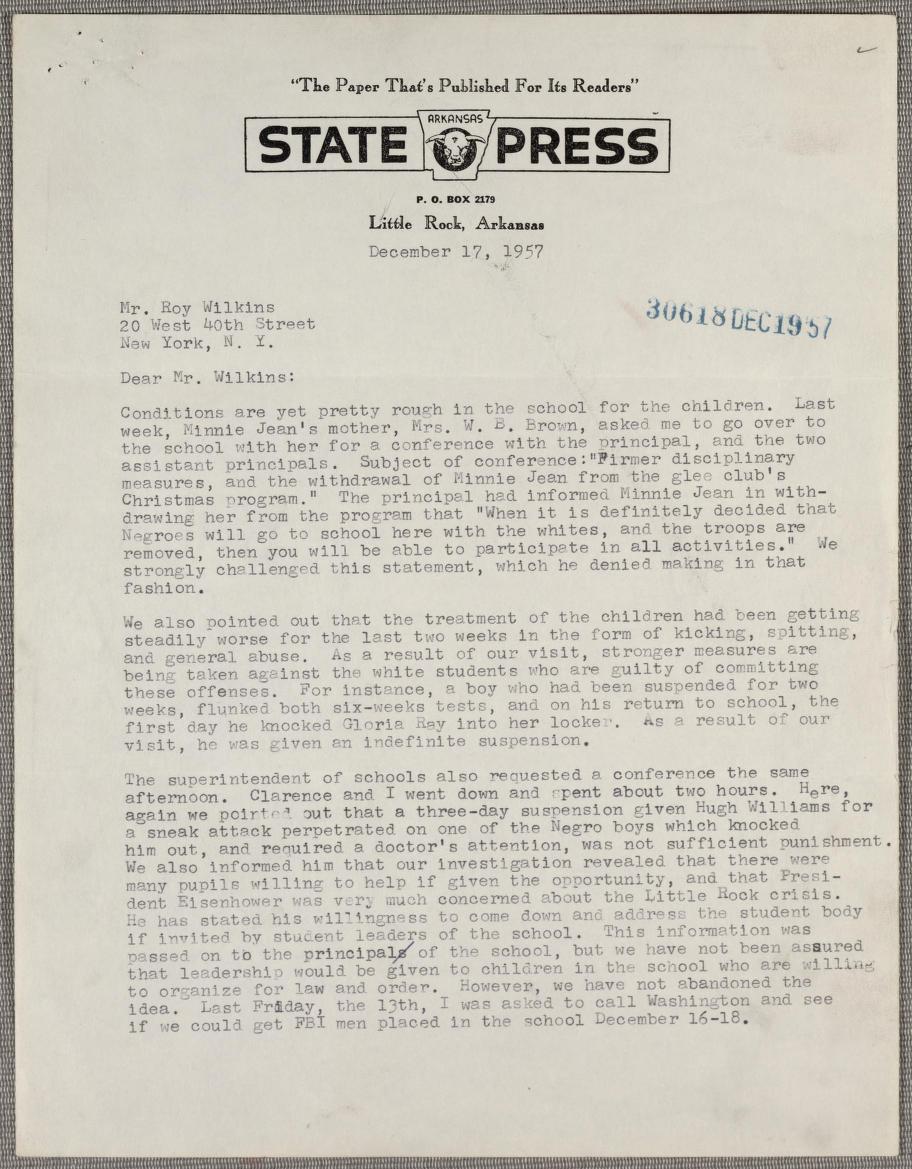 "The Paper That's Published For Its Readers"
ARKANSAS
STATE PRESS
P. O. BOX 2179
Little Rock, Arkansas
December 17, 1957
Mr. Roy Wilkins
20 West 40th Street
New York, N. Y.
30618 DEC 19 57
Dear Mr. Wilkins:
Conditions are yet pretty rough in the school for the children. Last
week, Minnie Jean's mother, Mrs. W. B. Brown, asked me to go over to
the school with her for a conference with the principal, and the two
assistant principals. Subject of conference:"Firmer disciplinary
measures, and the withdrawal of Minnie Jean from the glee club's
Christmas program." The principal had informed Minnie Jean in with-
drawing her from the program that "When it is definitely decided that
Negroes will go to school here with the whites, and the troops are
removed, then you will be able to participate in all activities." We
strongly challenged this statement, which he denied making in that
fashion.
We also pointed out that the treatment of the children had been getting
steadily worse for the last two weeks in the form of kicking, spitting,
and general abuse. As a result of our visit, stronger measures are
being taken against the white students who are guilty of committing
these offenses. For instance, a boy who had been suspended for two
weeks, flunked both six-weeks tests, and on his return to school, the
first day he knocked Gloria Ray into her locker. As a result of our
visit, he was given an indefinite suspension.
The superintendent of schools also requested a conference the same
afternoon. Clarence and I went down and spent about two hours. Here,
again we pointed out that a three-day suspension given Hugh Williams for
a sneak attack perpetrated on one of the Negro boys which knocked
him out, and required a doctor's attention, was not sufficient punishment.
We also informed him that our investigation revealed that there were
many pupils willing to help if given the opportunity, and that Presi-
dent Eisenhower was very much concerned about the Little Rock crisis.
He has stated his willingness to come down and address the student body
if invited by student leaders of the school. This information was
passed on to the principal of the school, but we have not been assured
that leadership would be given to children in the school who are willing
to organize for law and order. However, we have not abandoned the
idea. Last Friday, the 13th, I was asked to call Washington and see
if we could get FBI men placed in the school December 16-18.